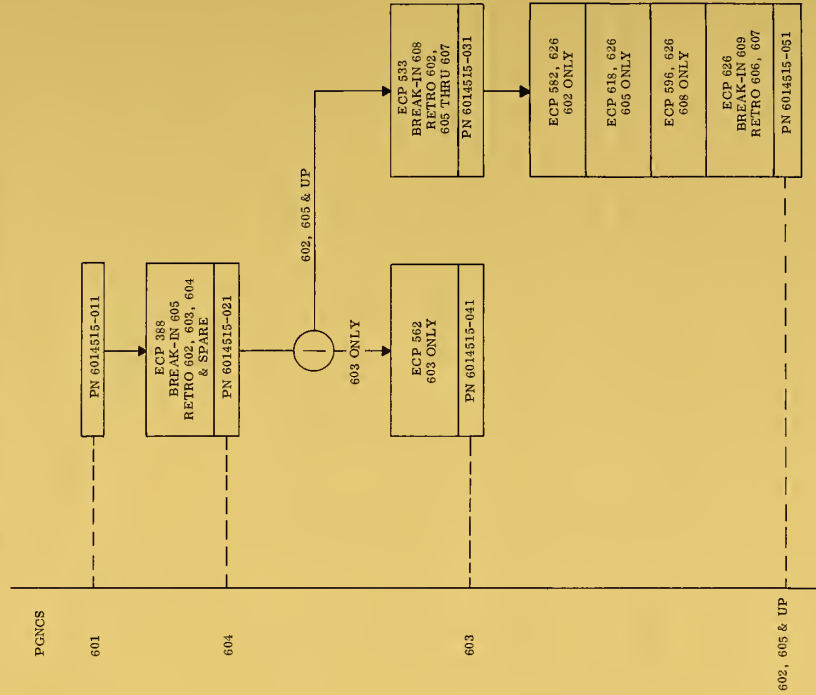 PGNCS
601
PN 6014515-011
604
ECP 388
BREAK-IN 605
RETRO 602, 603, 604
& SPARE
PN 6014515-021
602, 605 & UP
603 ONLY
603
ECP 562
603 ONLY
PN 6014515-041
ECP 533
BREAK-IN 608
RETRO 602,
605 THRU 607
PN 6014515-031
ECP 582, 626
602 ONLY
ECP 618, 626
605 ONLY
ECP 596, 626
608 ONLY
ECP 626
BREAK-IN 609
RETRO 606, 607
PN 6014515-051
602, 605 & UP